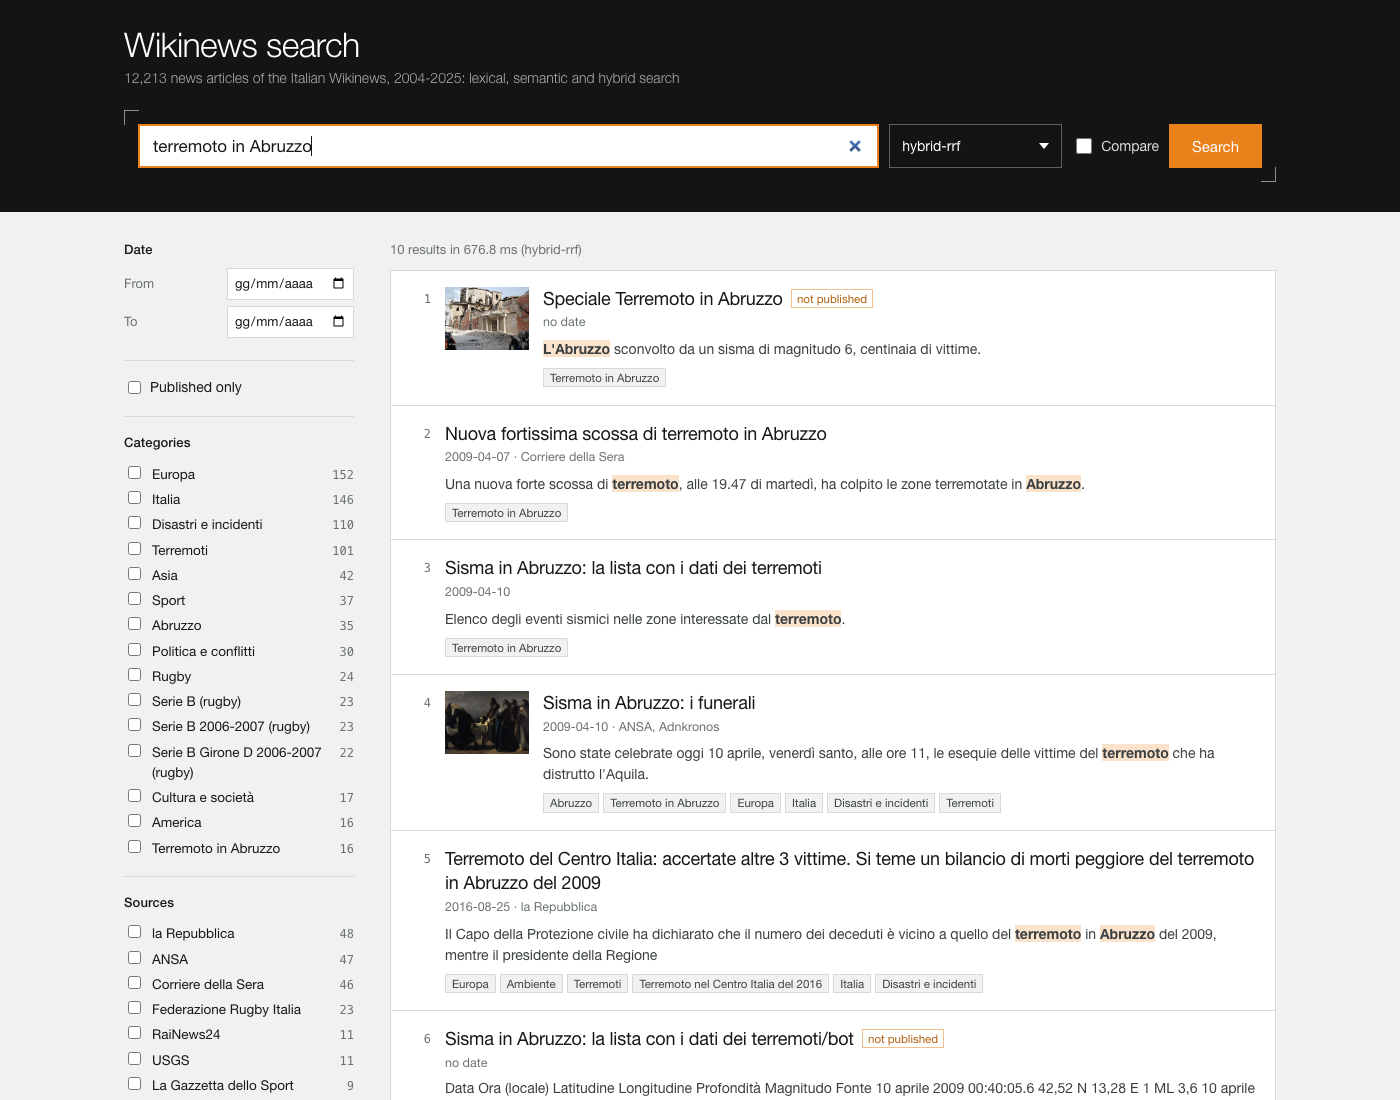 Wikinews search
12,213 news articles of the Italian Wikinews, 2004-2025: lexical, semantic and hybrid search
terremoto in Abruzzo
hybrid-rrf
Compare
Search
Date
From
gg/mm/aaaa
To
gg/mm/aaaa
Published only
Categories
Europa 152
Italia 146
Disastri e incidenti 110
Terremoti 101
Asia 42
Sport 37
Abruzzo 35
Politica e conflitti 30
Rugby 24
Serie B (rugby) 23
Serie B 2006-2007 (rugby) 23
Serie B Girone D 2006-2007 22
(rugby)
Cultura e società 17
America 16
Terremoto in Abruzzo 16
Sources
la Repubblica 48
ANSA 47
Corriere della Sera 46
Federazione Rugby Italia 23
RaiNews24 11
USGS 11
La Gazzetta dello Sport 9
10 results in 676.8 ms (hybrid-rrf)
1
Speciale Terremoto in Abruzzo not published
no date
L'Abruzzo sconvolto da un sisma di magnitudo 6, centinaia di vittime.
Terremoto in Abruzzo
2
Nuova fortissima scossa di terremoto in Abruzzo
2009-04-07 · Corriere della Sera
Una nuova forte scossa di terremoto, alle 19.47 di martedì, ha colpito le zone terremotate in Abruzzo.
Terremoto in Abruzzo
3
Sisma in Abruzzo: la lista con i dati dei terremoti
2009-04-10
Elenco degli eventi sismici nelle zone interessate dal terremoto.
Terremoto in Abruzzo
4
Sisma in Abruzzo: i funerali
2009-04-10 · ANSA, Adnkronos
Sono state celebrate oggi 10 aprile, venerdì santo, alle ore 11, le esequie delle vittime del terremoto che ha
distrutto l'Aquila.
Abruzzo Terremoto in Abruzzo Europa Italia Disastri e incidenti Terremoti
5
Terremoto del Centro Italia: accertate altre 3 vittime. Si teme un bilancio di morti peggiore del terremoto
in Abruzzo del 2009
2016-08-25 · la Repubblica
Il Capo della Protezione civile ha dichiarato che il numero dei deceduti è vicino a quello del terremoto in Abruzzo del 2009,
mentre il presidente della Regione
Europa Ambiente Terremoti Terremoto nel Centro Italia del 2016 Italia Disastri e incidenti
6
Sisma in Abruzzo: la lista con i dati dei terremoti/bot not published
no date
Data Ora (locale) Latitudine Longitudine Profondità Magnitudo Fonte 10 aprile 2009 00:40:05.6 42,52 N 13,28 E 1 ML 3,6 10 aprile